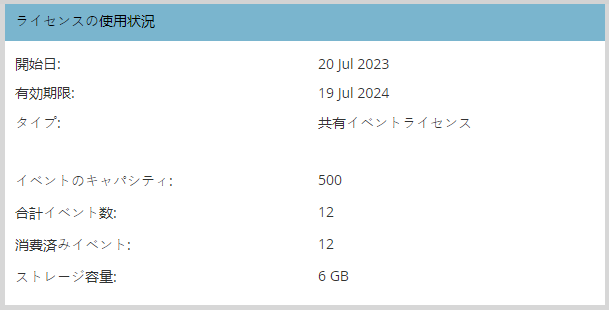 ライセンスの使用状況
開始日: 20 Jul 2023
有効期限: 19 Jul 2024
タイプ: 共有イベントライセンス
イベントのキャパシティ: 500
合計イベント数: 12
消費済みイベント: 12
ストレージ容量: 6 GB